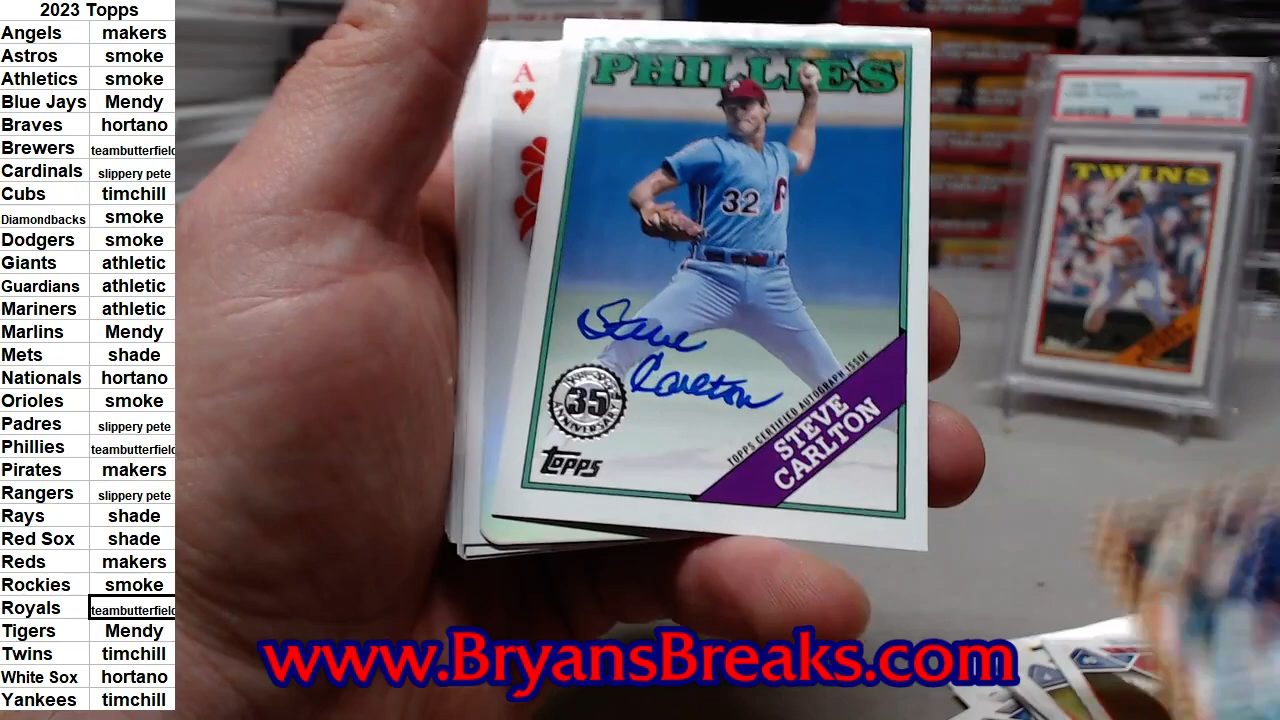 2023 Topps
Angels makers
Astros smoke
Athletics smoke
Blue Jays Mendy
Braves hortano
Brewers teambutterfield
Cardinals slippery pete
Cubs timchill
Diamondbacks smoke
Dodgers smoke
Giants athletic
Guardians athletic
Mariners athletic
Marlins Mendy
Mets shade
Nationals hortano
Orioles smoke
Padres slippery pete
Phillies teambutterfield
Pirates makers
Rangers slippery pete
Rays shade
Red Sox shade
Reds makers
Rockies smoke
Royals teambutterfield
Tigers Mendy
Twins timchill
White Sox hortano
Yankees timchill
A
PHILLIES
32 P
Steve
Carlton
35
ANNIVERSARY
TOPPS
TOPPS CERTIFIED AUTOGRAPH ISSUE
STEVE
CARLTON
TWINS
www.BryansBreaks.com